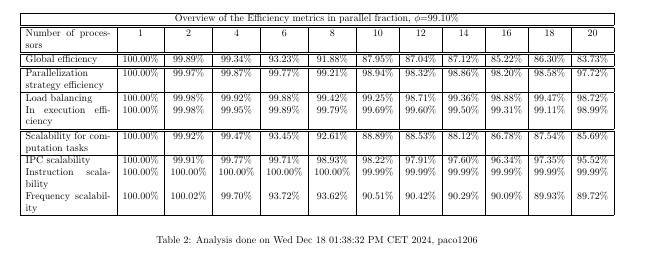 Overview of the Efficiency metrics in parallel fraction, ϕ=99.10%
Number of proces-
sors 1 2 4 6 8 10 12 14 16 18 20
Global efficiency 100.00% 99.89% 99.34% 93.23% 91.88% 87.95% 87.04% 87.12% 85.22% 86.30% 83.73%
Parallelization
strategy efficiency 100.00% 99.97% 99.87% 99.77% 99.21% 98.94% 98.32% 98.86% 98.20% 98.58% 97.72%
Load balancing 100.00% 99.98% 99.92% 99.88% 99.42% 99.25% 98.71% 99.36% 98.88% 99.47% 98.72%
In execution effi-
ciency 100.00% 99.98% 99.95% 99.89% 99.79% 99.69% 99.60% 99.50% 99.31% 99.11% 98.99%
Scalability for com-
putation tasks 100.00% 99.92% 99.47% 93.45% 92.61% 88.89% 88.53% 88.12% 86.78% 87.54% 85.69%
IPC scalability 100.00% 99.91% 99.77% 99.71% 98.93% 98.22% 97.91% 97.60% 96.34% 97.35% 95.52%
Instruction scala-
bility 100.00% 100.00% 100.00% 100.00% 100.00% 99.99% 99.99% 99.99% 99.99% 99.99% 99.99%
Frequency scalabil-
ity 100.00% 100.02% 99.70% 93.72% 93.62% 90.51% 90.42% 90.29% 90.09% 89.93% 89.72%
Table 2: Analysis done on Wed Dec 18 01:38:32 PM CET 2024, paco1206